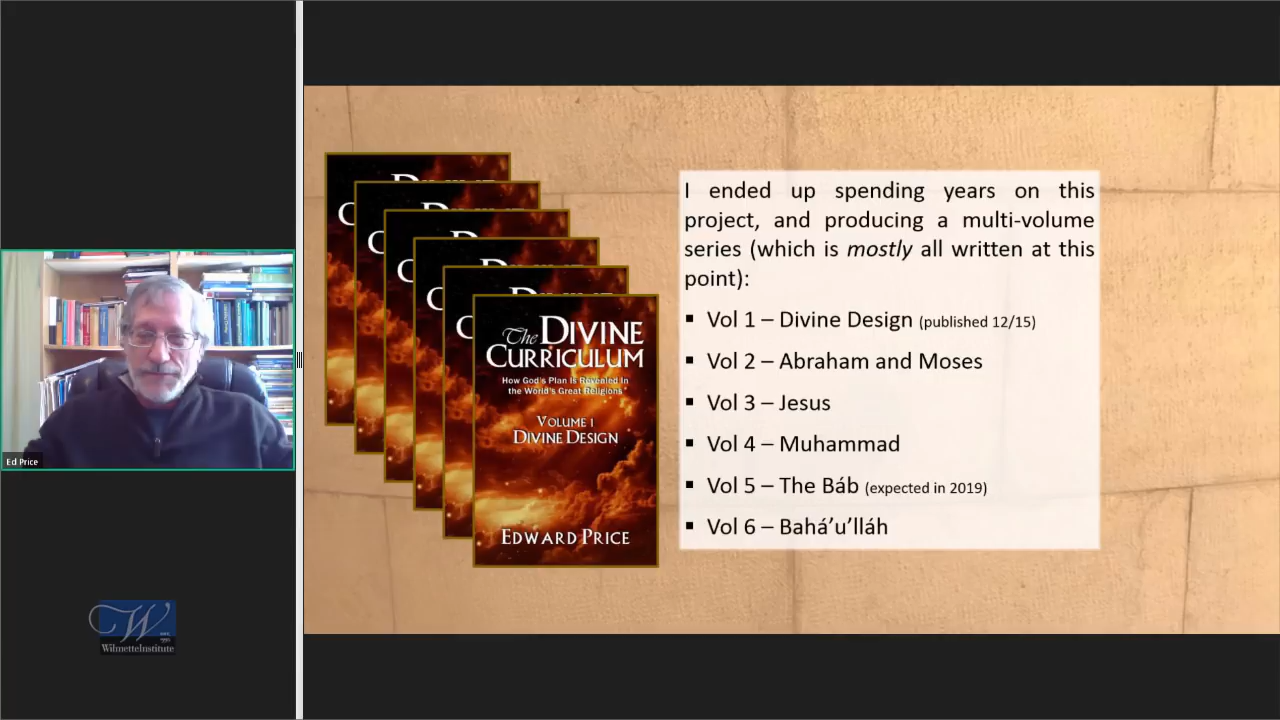 Ed Price
WilmetteInstitute
The DIVINE
CURRICULUM
How God's Plan Is Revealed In
the World's Great Religions
VOLUME 1
DIVINE DESIGN
EDWARD PRICE
I ended up spending years on this
project, and producing a multi-volume
series (which is mostly all written at this
point):
▪ Vol 1 – Divine Design (published 12/15)
▪ Vol 2 – Abraham and Moses
▪ Vol 3 – Jesus
▪ Vol 4 – Muhammad
▪ Vol 5 – The Báb (expected in 2019)
▪ Vol 6 – Bahá’u’lláh